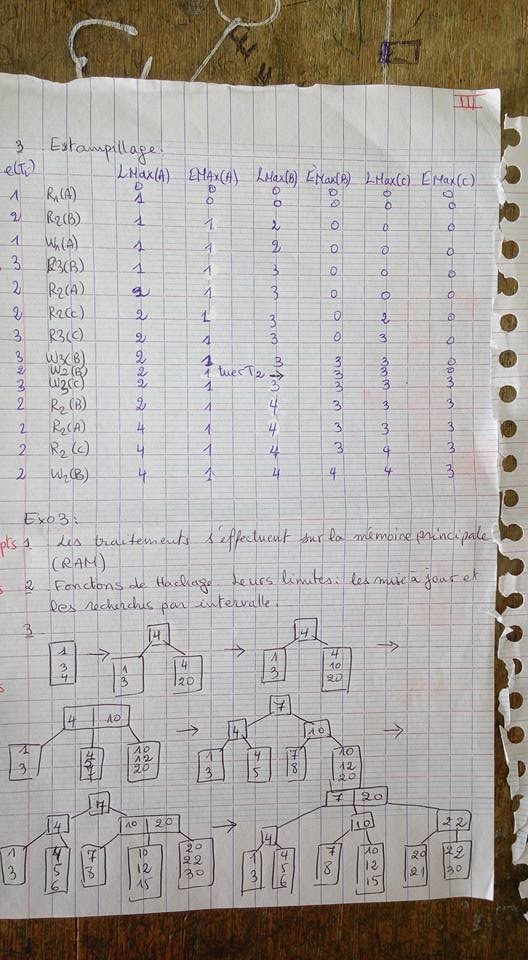 III
3 Estampillage.
e(Ti) LMax(A) EMAx(A) LMax(B) EMax(B) LMax(C) EMax(C)
0 0 0 0 0 0
1 R1(A) 1 0 0 0 0 0
2 R2(B) 1 1 2 0 0 0
1 W1(A) 1 1 2 0 0 0
3 R3(B) 1 1 3 0 0 0
2 R2(A) 2 1 3 0 0 0
2 R2(C) 2 1 3 0 2 0
3 R3(C) 2 1 3 0 3 0
3 W3(B) 2 1 3 3 3 0
2 W2(B) 2 1 tuer T2 → 3 3 0
3 W3(C) 2 1 3 3 3 3
2 R2(B) 2 1 4 3 3 3
2 R2(A) 4 1 4 3 3 3
2 R2(C) 4 1 4 3 4 3
2 W2(B) 4 1 4 4 4 3
Exo3:
pts 1 Les traitements s'effectuent sur la mémoire principale
(RAM)
2 Fonctions de Hachage leurs limites: les mise à jour et
les recherches par intervalle.
3
4 → 4 →
1 3 4 → 1 3 4 20 1 3 4 10 20
4 10 → 7 →
4 10
1 3 4 5 7 10 12 20 1 3 4 5 7 8 10 12 20
7 → 7 20
4 10 20 4 10 22
1 3 4 5 6 7 8 10 12 15 20 22 30 1 3 4 5 6 7 8 10 12 15 20 21 22 30